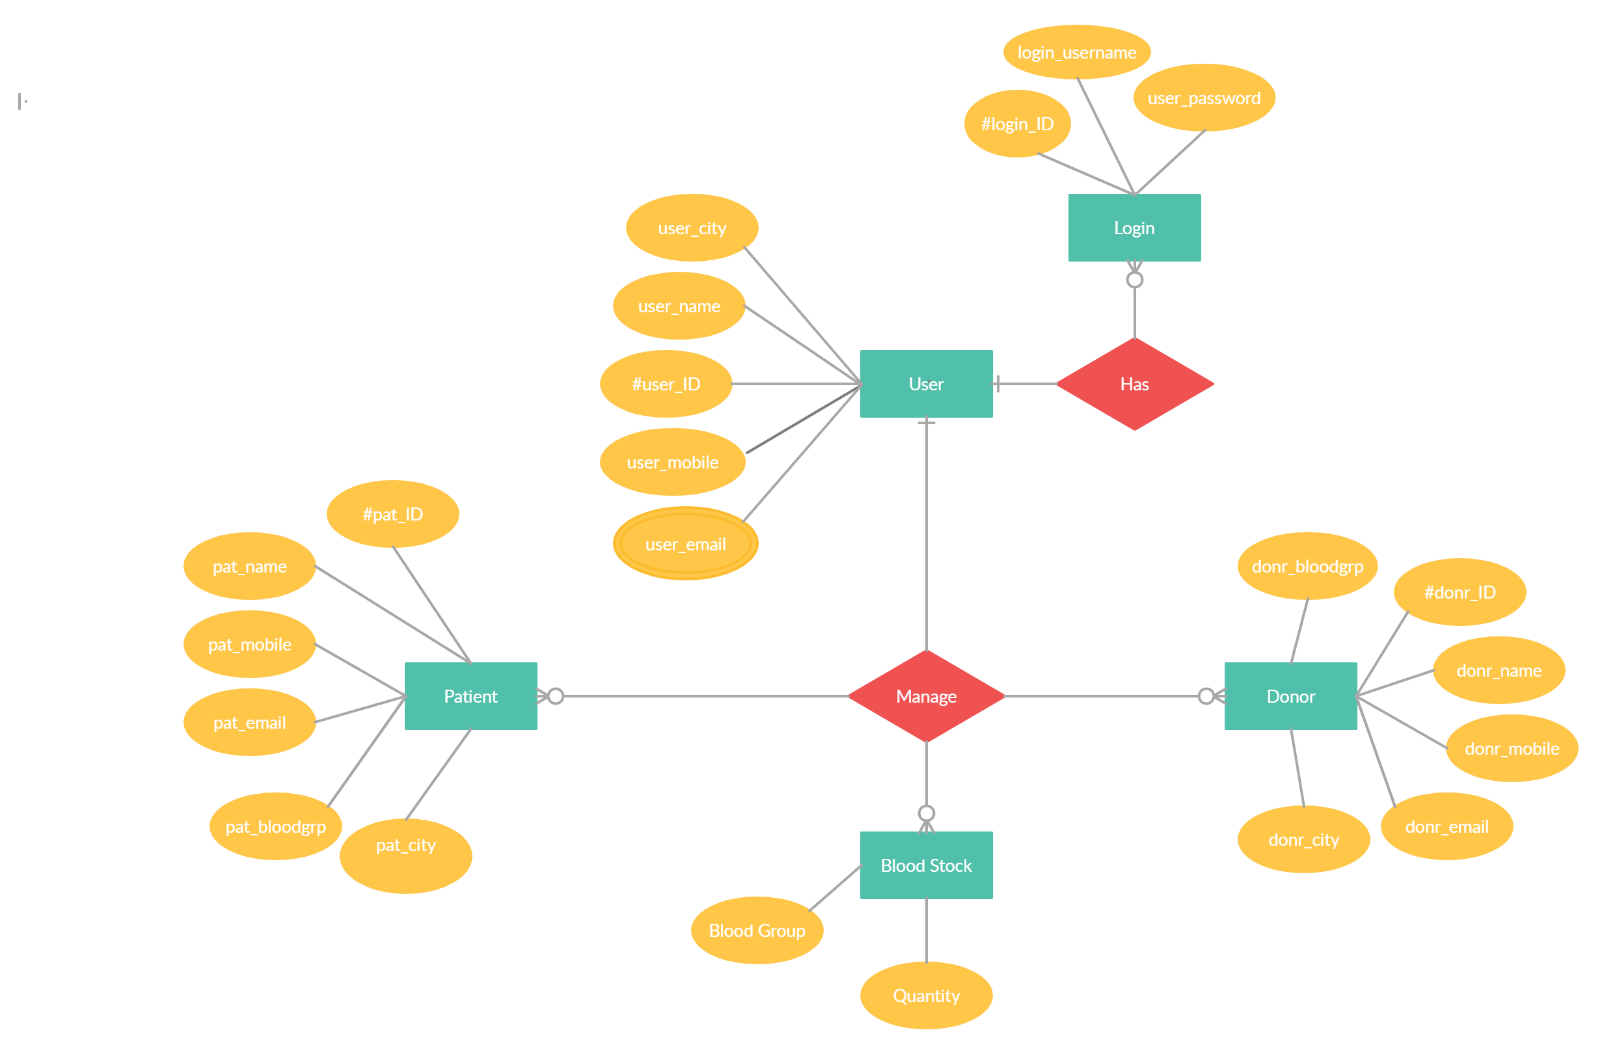 login_username
user_password
#login_ID
Login
user_city
user_name
#user_ID
user_mobile
user_email
User
Has
#pat_ID
pat_name
pat_mobile
pat_email
pat_bloodgrp
pat_city
Patient
Manage
donr_bloodgrp
#donr_ID
donr_name
donr_mobile
donr_email
donr_city
Donor
Blood Stock
Blood Group
Quantity